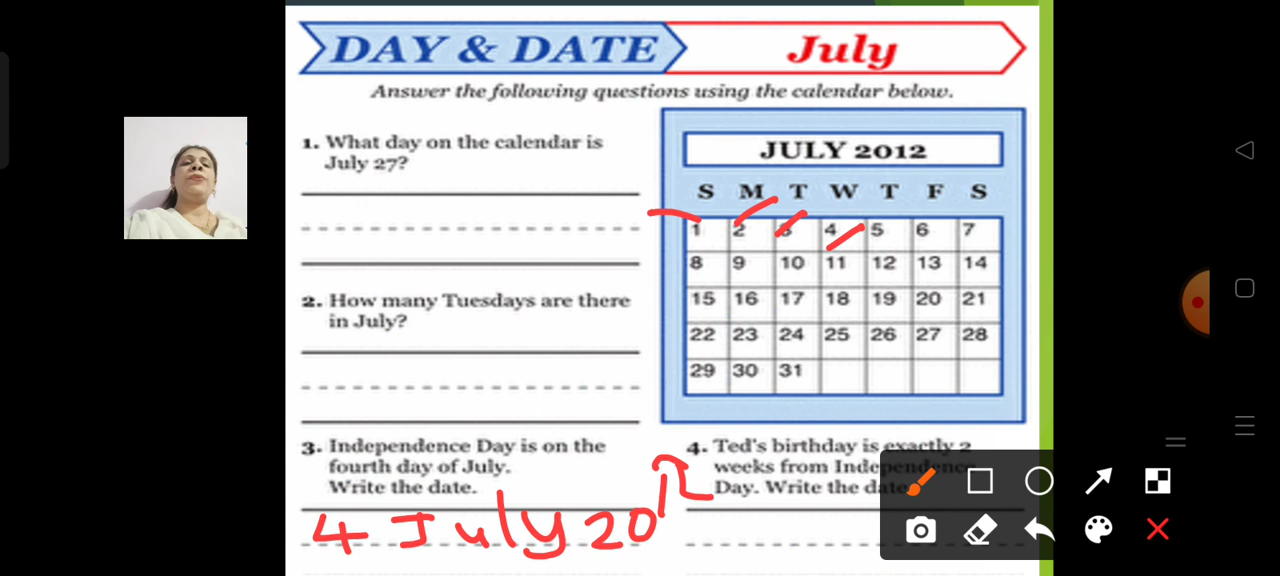 DAY & DATE July
Answer the following questions using the calendar below.
1. What day on the calendar is
July 27?
2. How many Tuesdays are there
in July?
JULY 2012
S M T W T F S
1 2 3 4 5 6 7
8 9 10 11 12 13 14
15 16 17 18 19 20 21
22 23 24 25 26 27 28
29 30 31
3. Independence Day is on the
fourth day of July.
Write the date.
4 July 2012
4. Ted's birthday is exactly 2
weeks from Independence
Day. Write the date